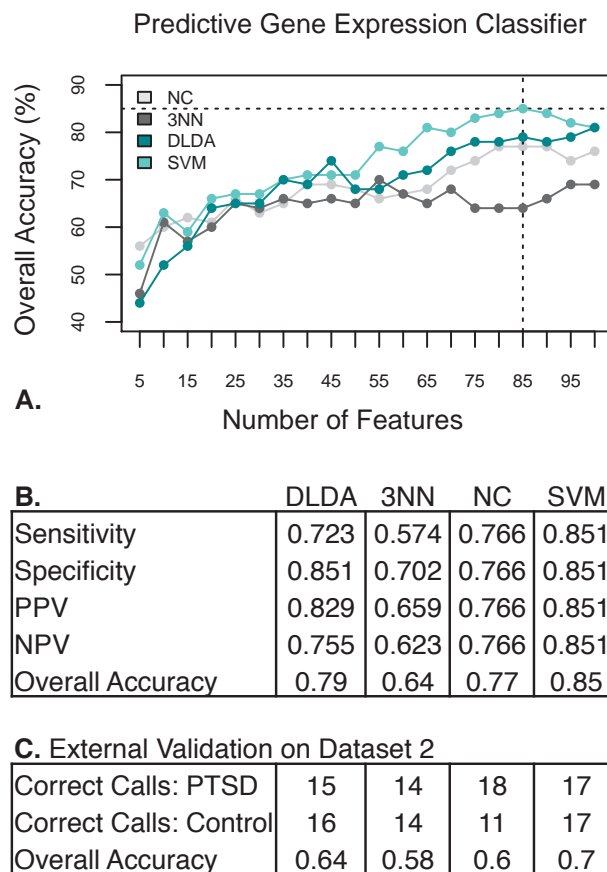 Predictive Gene Expression Classifier
Overall Accuracy (%)
90
80
70
60
50
40
NC
3NN
DLDA
SVM
5 15 25 35 45 55 65 75 85 95
A.
Number of Features
B. DLDA 3NN NC SVM
Sensitivity 0.723 0.574 0.766 0.851
Specificity 0.851 0.702 0.766 0.851
PPV 0.829 0.659 0.766 0.851
NPV 0.755 0.623 0.766 0.851
Overall Accuracy 0.79 0.64 0.77 0.85
C. External Validation on Dataset 2
Correct Calls: PTSD 15 14 18 17
Correct Calls: Control 16 14 11 17
Overall Accuracy 0.64 0.58 0.6 0.7